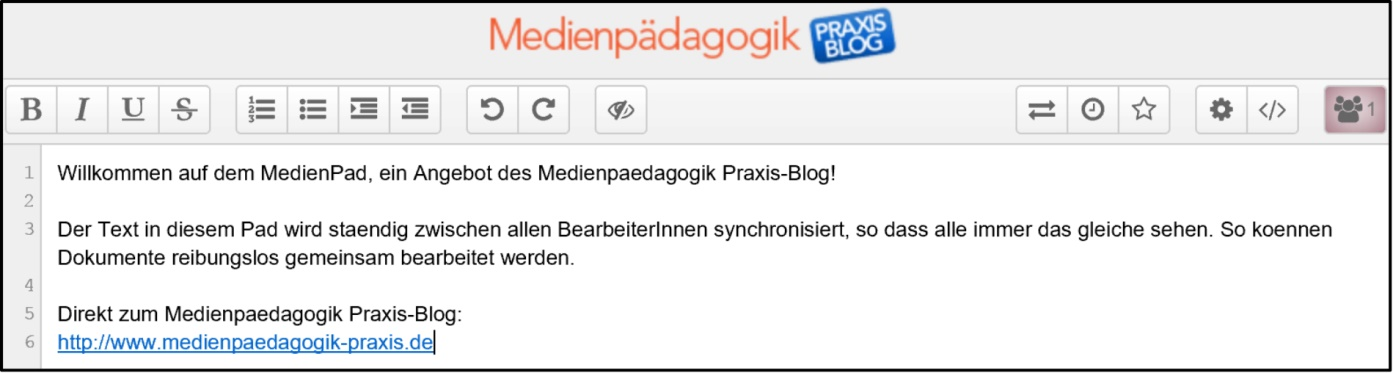 Medienpädagogik PRAXIS BLOG
B I U S 1
1 Willkommen auf dem MedienPad, ein Angebot des Medienpaedagogik Praxis-Blog!
2
3 Der Text in diesem Pad wird staendig zwischen allen BearbeiterInnen synchronisiert, so dass alle immer das gleiche sehen. So koennen
Dokumente reibungslos gemeinsam bearbeitet werden.
4
5 Direkt zum Medienpaedagogik Praxis-Blog:
6 http://www.medienpaedagogik-praxis.de